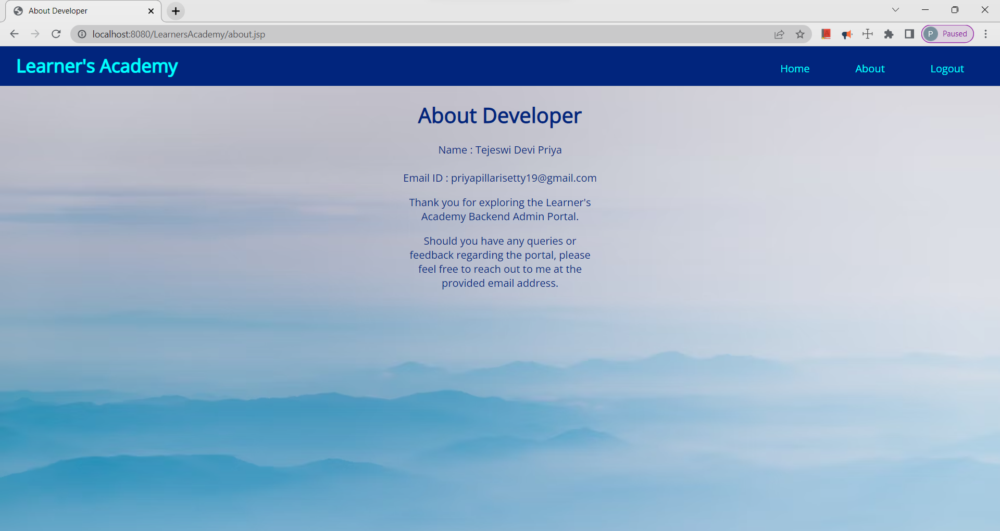 About Developer
localhost:8080/LearnersAcademy/about.jsp
P Paused
Learner's Academy
Home About Logout
About Developer
Name : Tejeswi Devi Priya
Email ID : priyapillarisetty19@gmail.com
Thank you for exploring the Learner's
Academy Backend Admin Portal.
Should you have any queries or
feedback regarding the portal, please
feel free to reach out to me at the
provided email address.